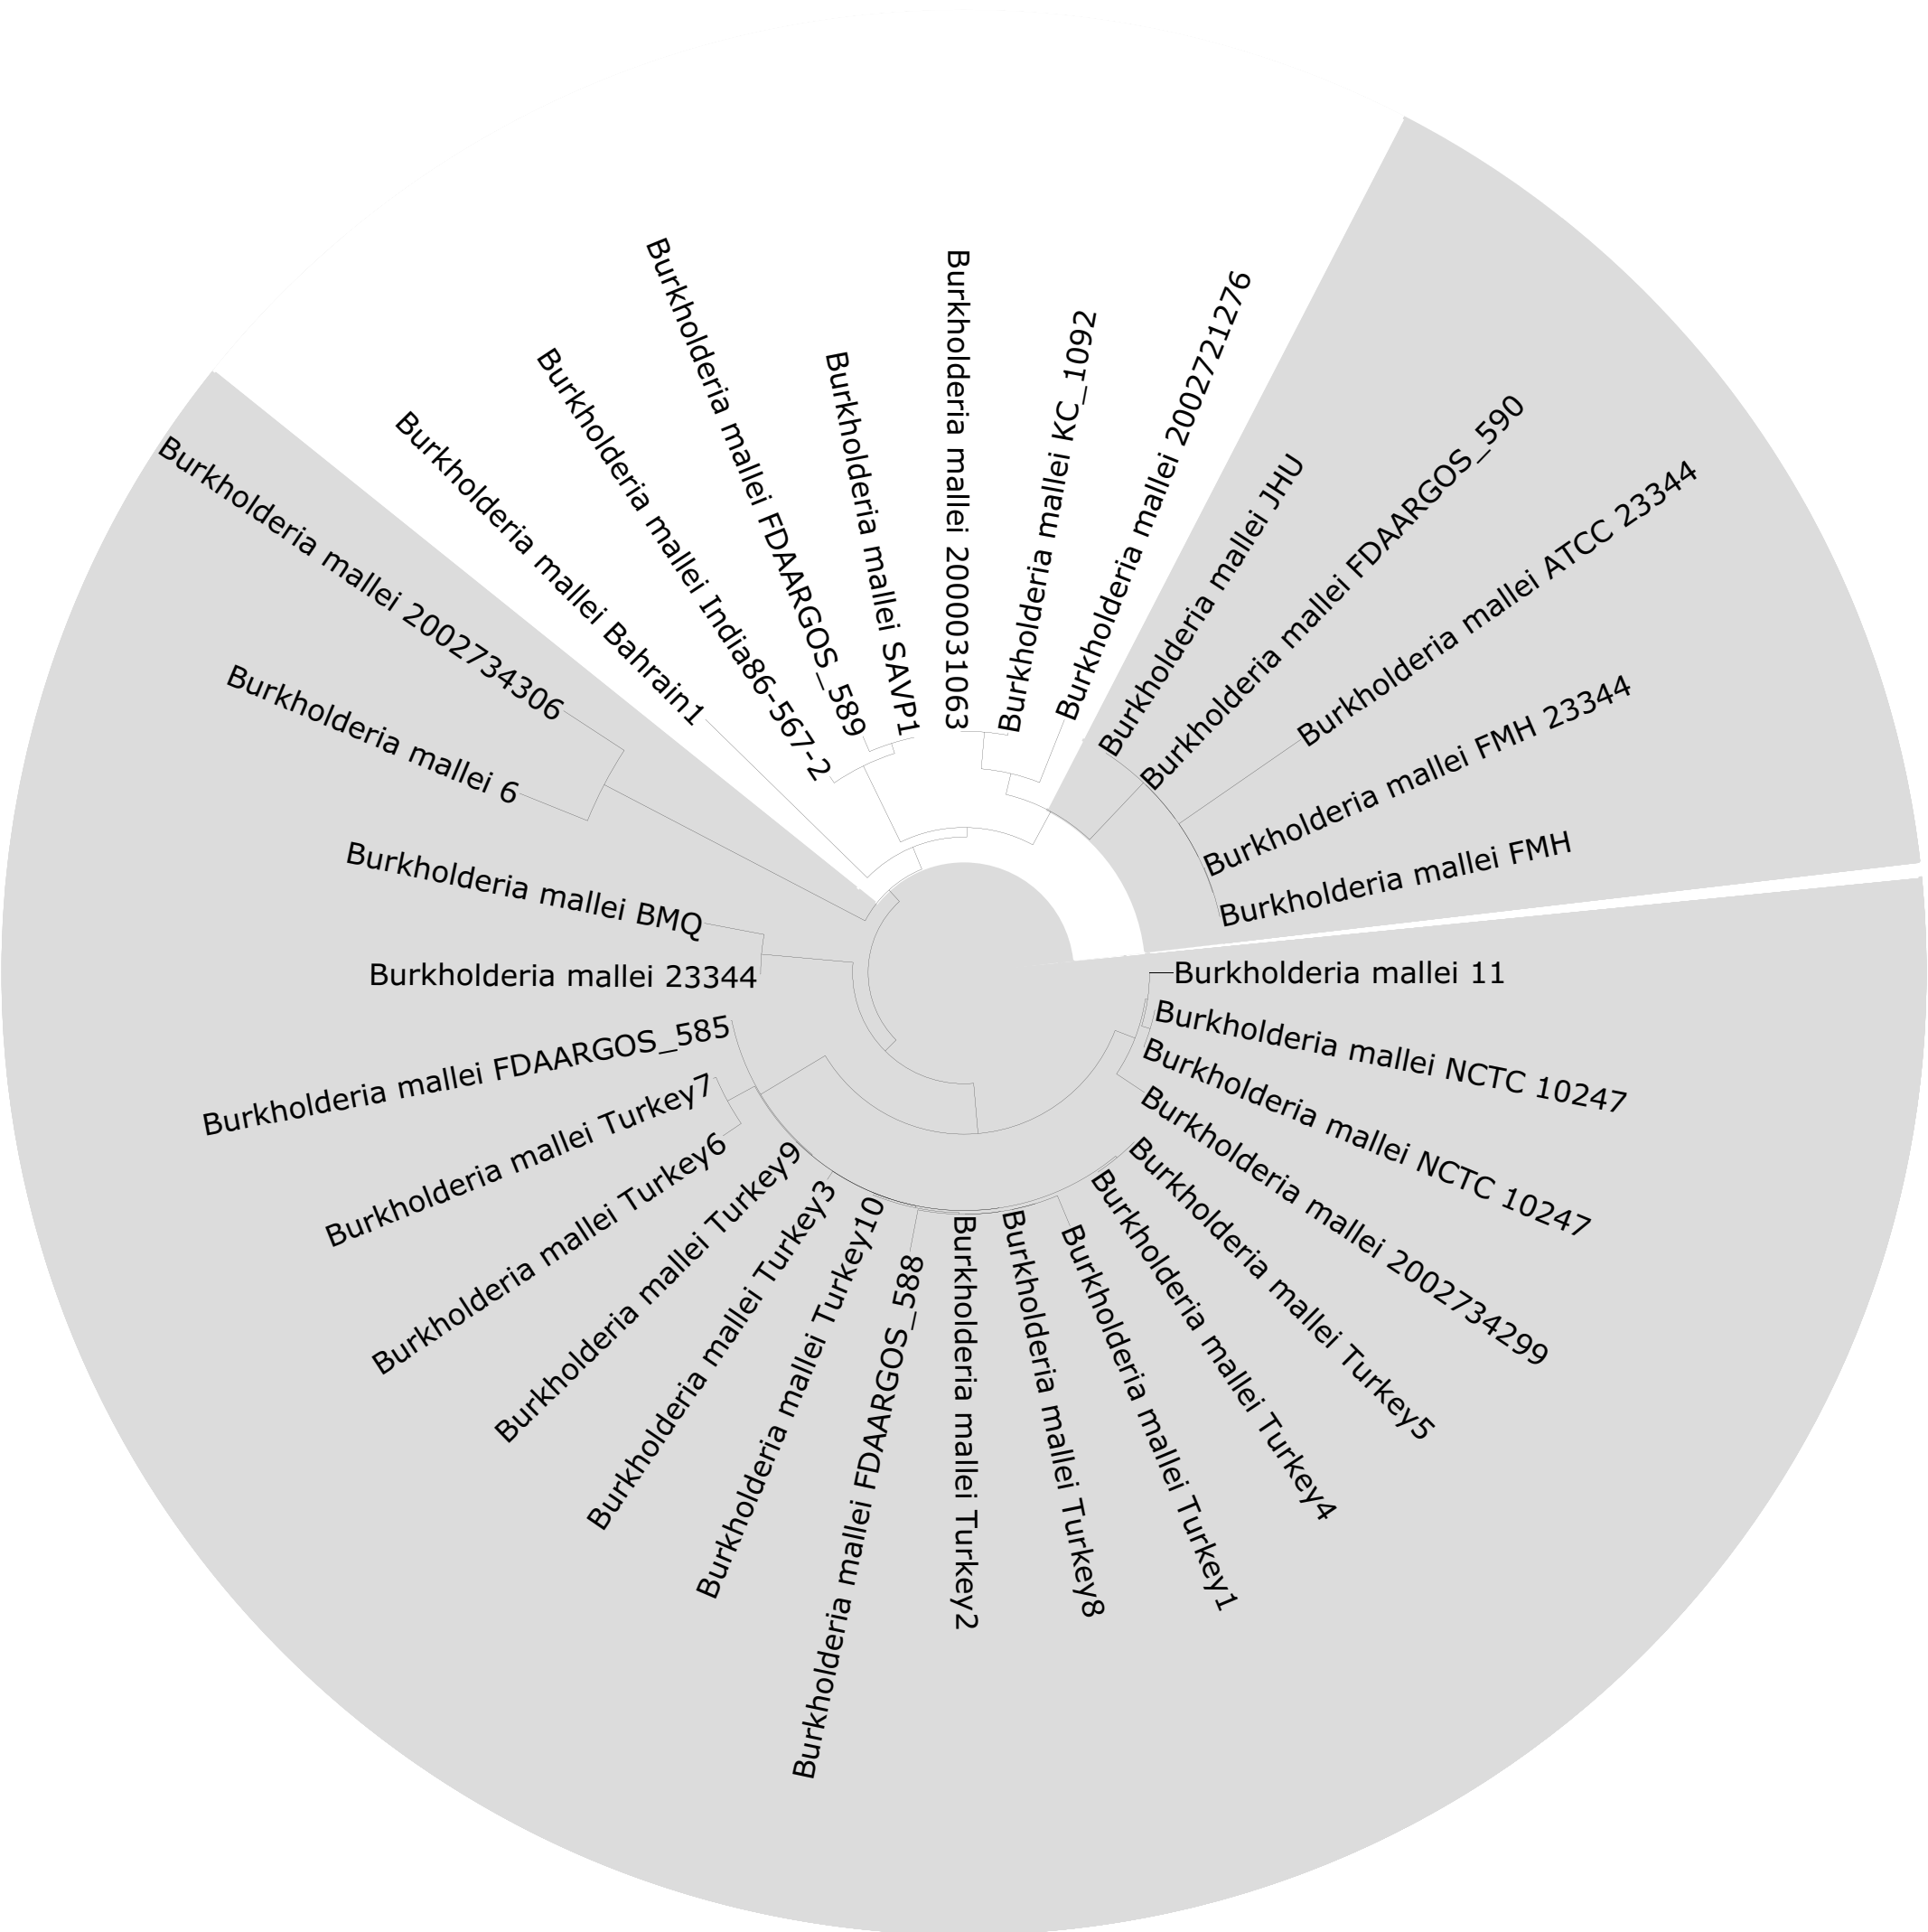 Burkholderia mallei 2002734306
Burkholderia mallei 6
Burkholderia mallei BMQ
Burkholderia mallei 23344
Burkholderia mallei FDAARGOS_585
Burkholderia mallei Turkey7
Burkholderia mallei Turkey6
Burkholderia mallei Turkey9
Burkholderia mallei Turkey3
Burkholderia mallei Turkey10
Burkholderia mallei FDAARGOS_588
Burkholderia mallei Turkey2
Burkholderia mallei Turkey8
Burkholderia mallei Turkey1
Burkholderia mallei Turkey4
Burkholderia mallei Turkey5
Burkholderia mallei 2002734299
Burkholderia mallei NCTC 10247
Burkholderia mallei NCTC 10247
Burkholderia mallei 11
Burkholderia mallei FMH
Burkholderia mallei FMH 23344
Burkholderia mallei ATCC 23344
Burkholderia mallei FDAARGOS_590
Burkholderia mallei JHU
Burkholderia mallei 2002721276
Burkholderia mallei KC_1092
Burkholderia mallei 2000031063
Burkholderia mallei SAVP1
Burkholderia mallei FDAARGOS_589
Burkholderia mallei India86-567-2
Burkholderia mallei Bahrain1